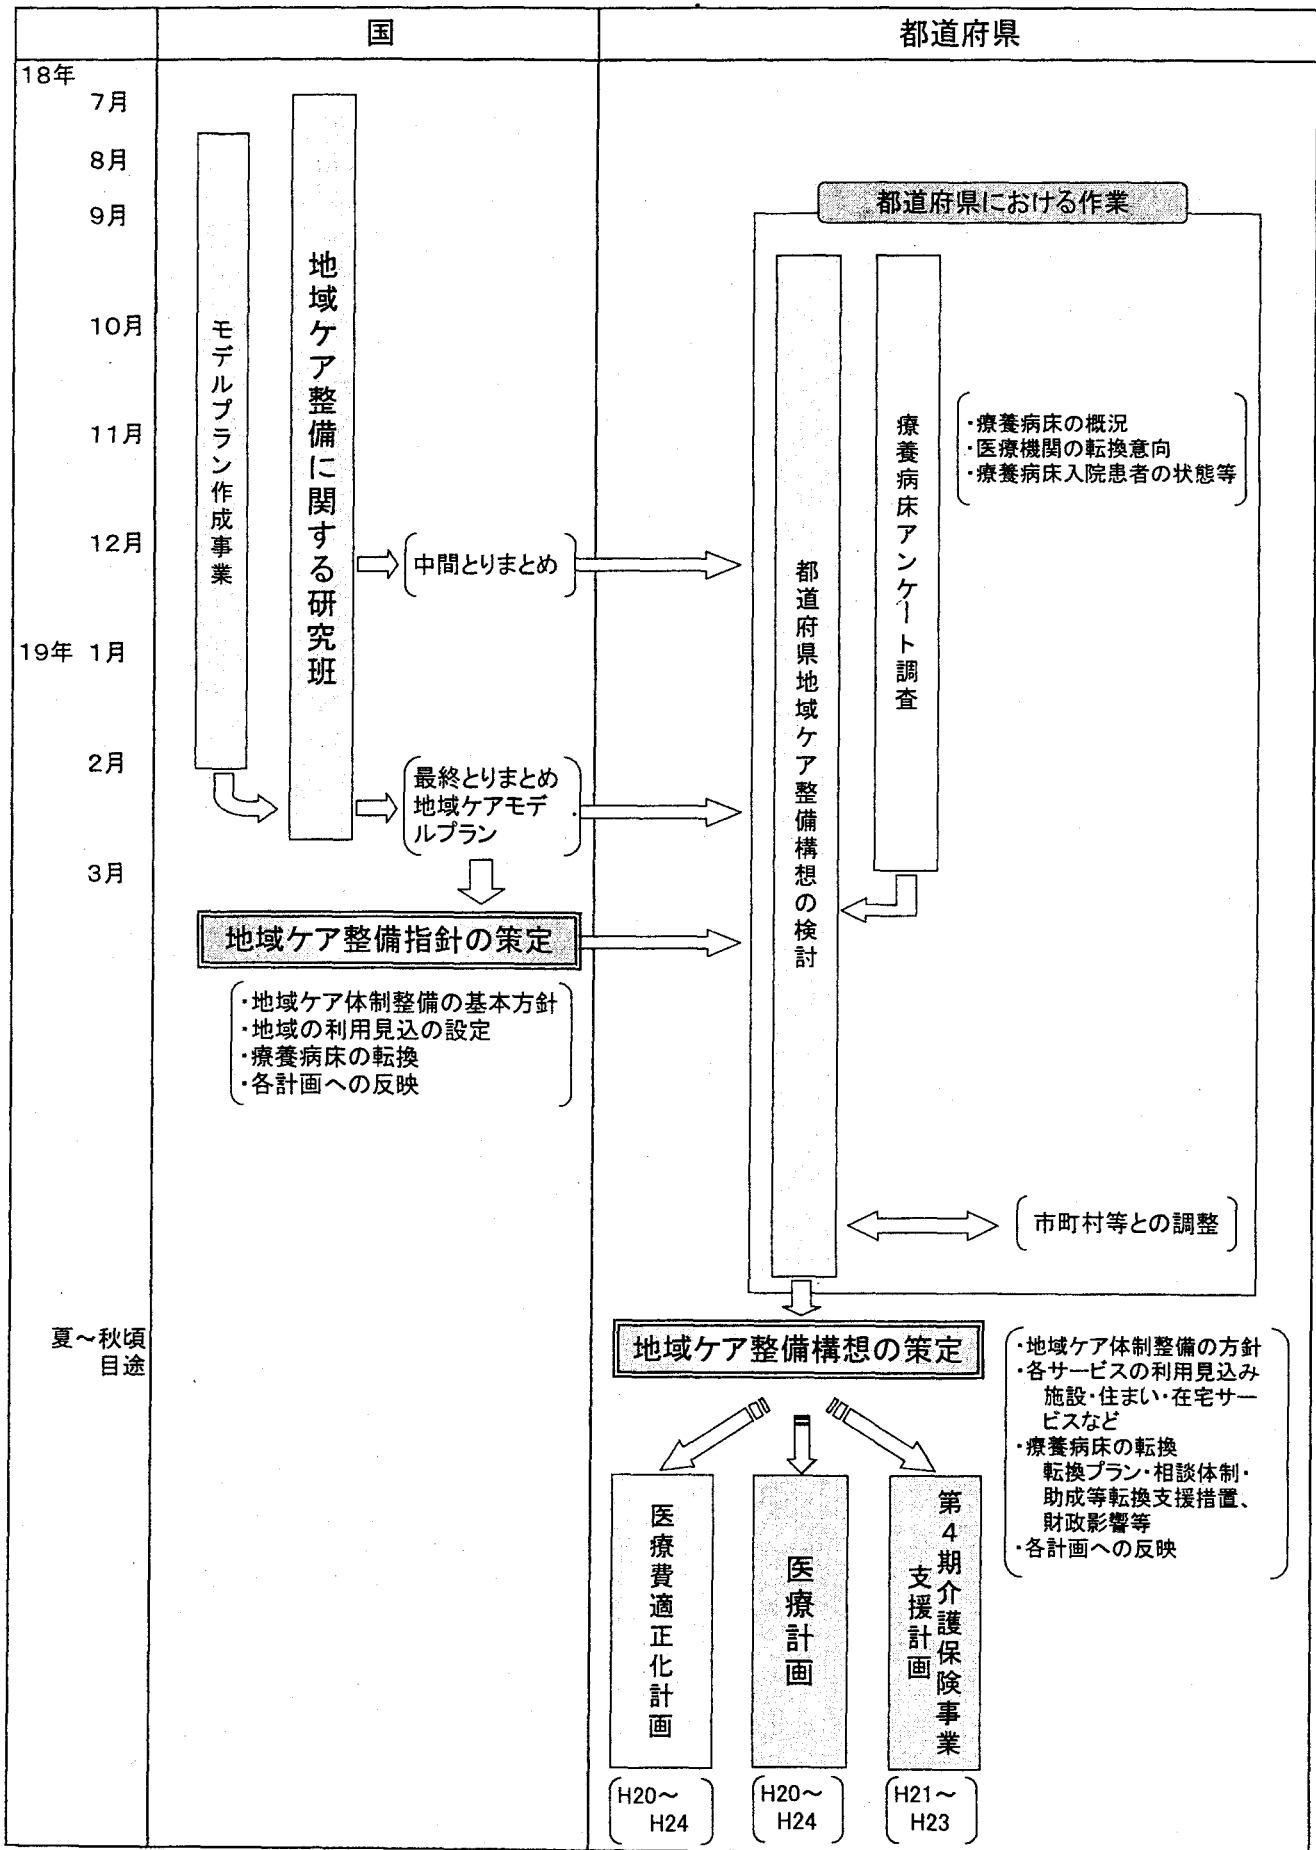 国
都道府県
18年
7月
8月
9月
10月
11月
12月
19年 1月
2月
3月
夏～秋頃
目途
モデルプラン作成事業
地域ケア整備に関する研究班
中間とりまとめ
最終とりまとめ
地域ケアモデ
ルプラン
地域ケア整備指針の策定
・地域ケア体制整備の基本方針
・地域の利用見込の設定
・療養病床の転換
・各計画への反映
都道府県における作業
都道府県地域ケア整備構想の検討
療養病床アンケート調査
・療養病床の概況
・医療機関の転換意向
・療養病床入院患者の状態等
市町村等との調整
地域ケア整備構想の策定
・地域ケア体制整備の方針
・各サービスの利用見込み
施設・住まい・在宅サー
ビスなど
・療養病床の転換
転換プラン・相談体制・
助成等転換支援措置、
財政影響等
・各計画への反映
医療費適正化計画
医療計画
第4期介護保険事業
支援計画
H20～
H24
H20～
H24
H21～
H23